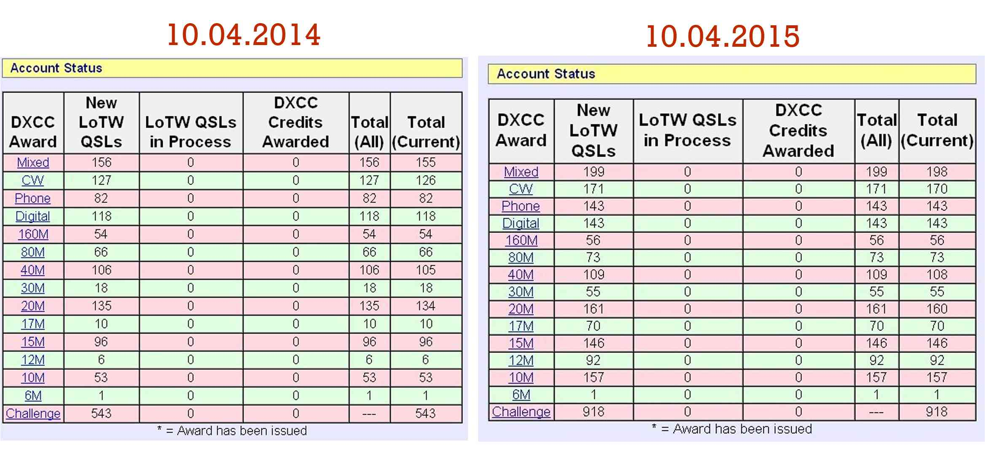 10.04.2014
Account Status
DXCC Award New LoTW QSLs LoTW QSLs in Process DXCC Credits Awarded Total (All) Total (Current)
Mixed 156 0 0 156 155
CW 127 0 0 127 126
Phone 82 0 0 82 82
Digital 118 0 0 118 118
160M 54 0 0 54 54
80M 66 0 0 66 66
40M 106 0 0 106 105
30M 18 0 0 18 18
20M 135 0 0 135 134
17M 10 0 0 10 10
15M 96 0 0 96 96
12M 6 0 0 6 6
10M 53 0 0 53 53
6M 1 0 0 1 1
Challenge 543 0 0 --- 543
* = Award has been issued
10.04.2015
Account Status
DXCC Award New LoTW QSLs LoTW QSLs in Process DXCC Credits Awarded Total (All) Total (Current)
Mixed 199 0 0 199 198
CW 171 0 0 171 170
Phone 143 0 0 143 143
Digital 143 0 0 143 143
160M 56 0 0 56 56
80M 73 0 0 73 73
40M 109 0 0 109 108
30M 55 0 0 55 55
20M 161 0 0 161 160
17M 70 0 0 70 70
15M 146 0 0 146 146
12M 92 0 0 92 92
10M 157 0 0 157 157
6M 1 0 0 1 1
Challenge 918 0 0 --- 918
* = Award has been issued